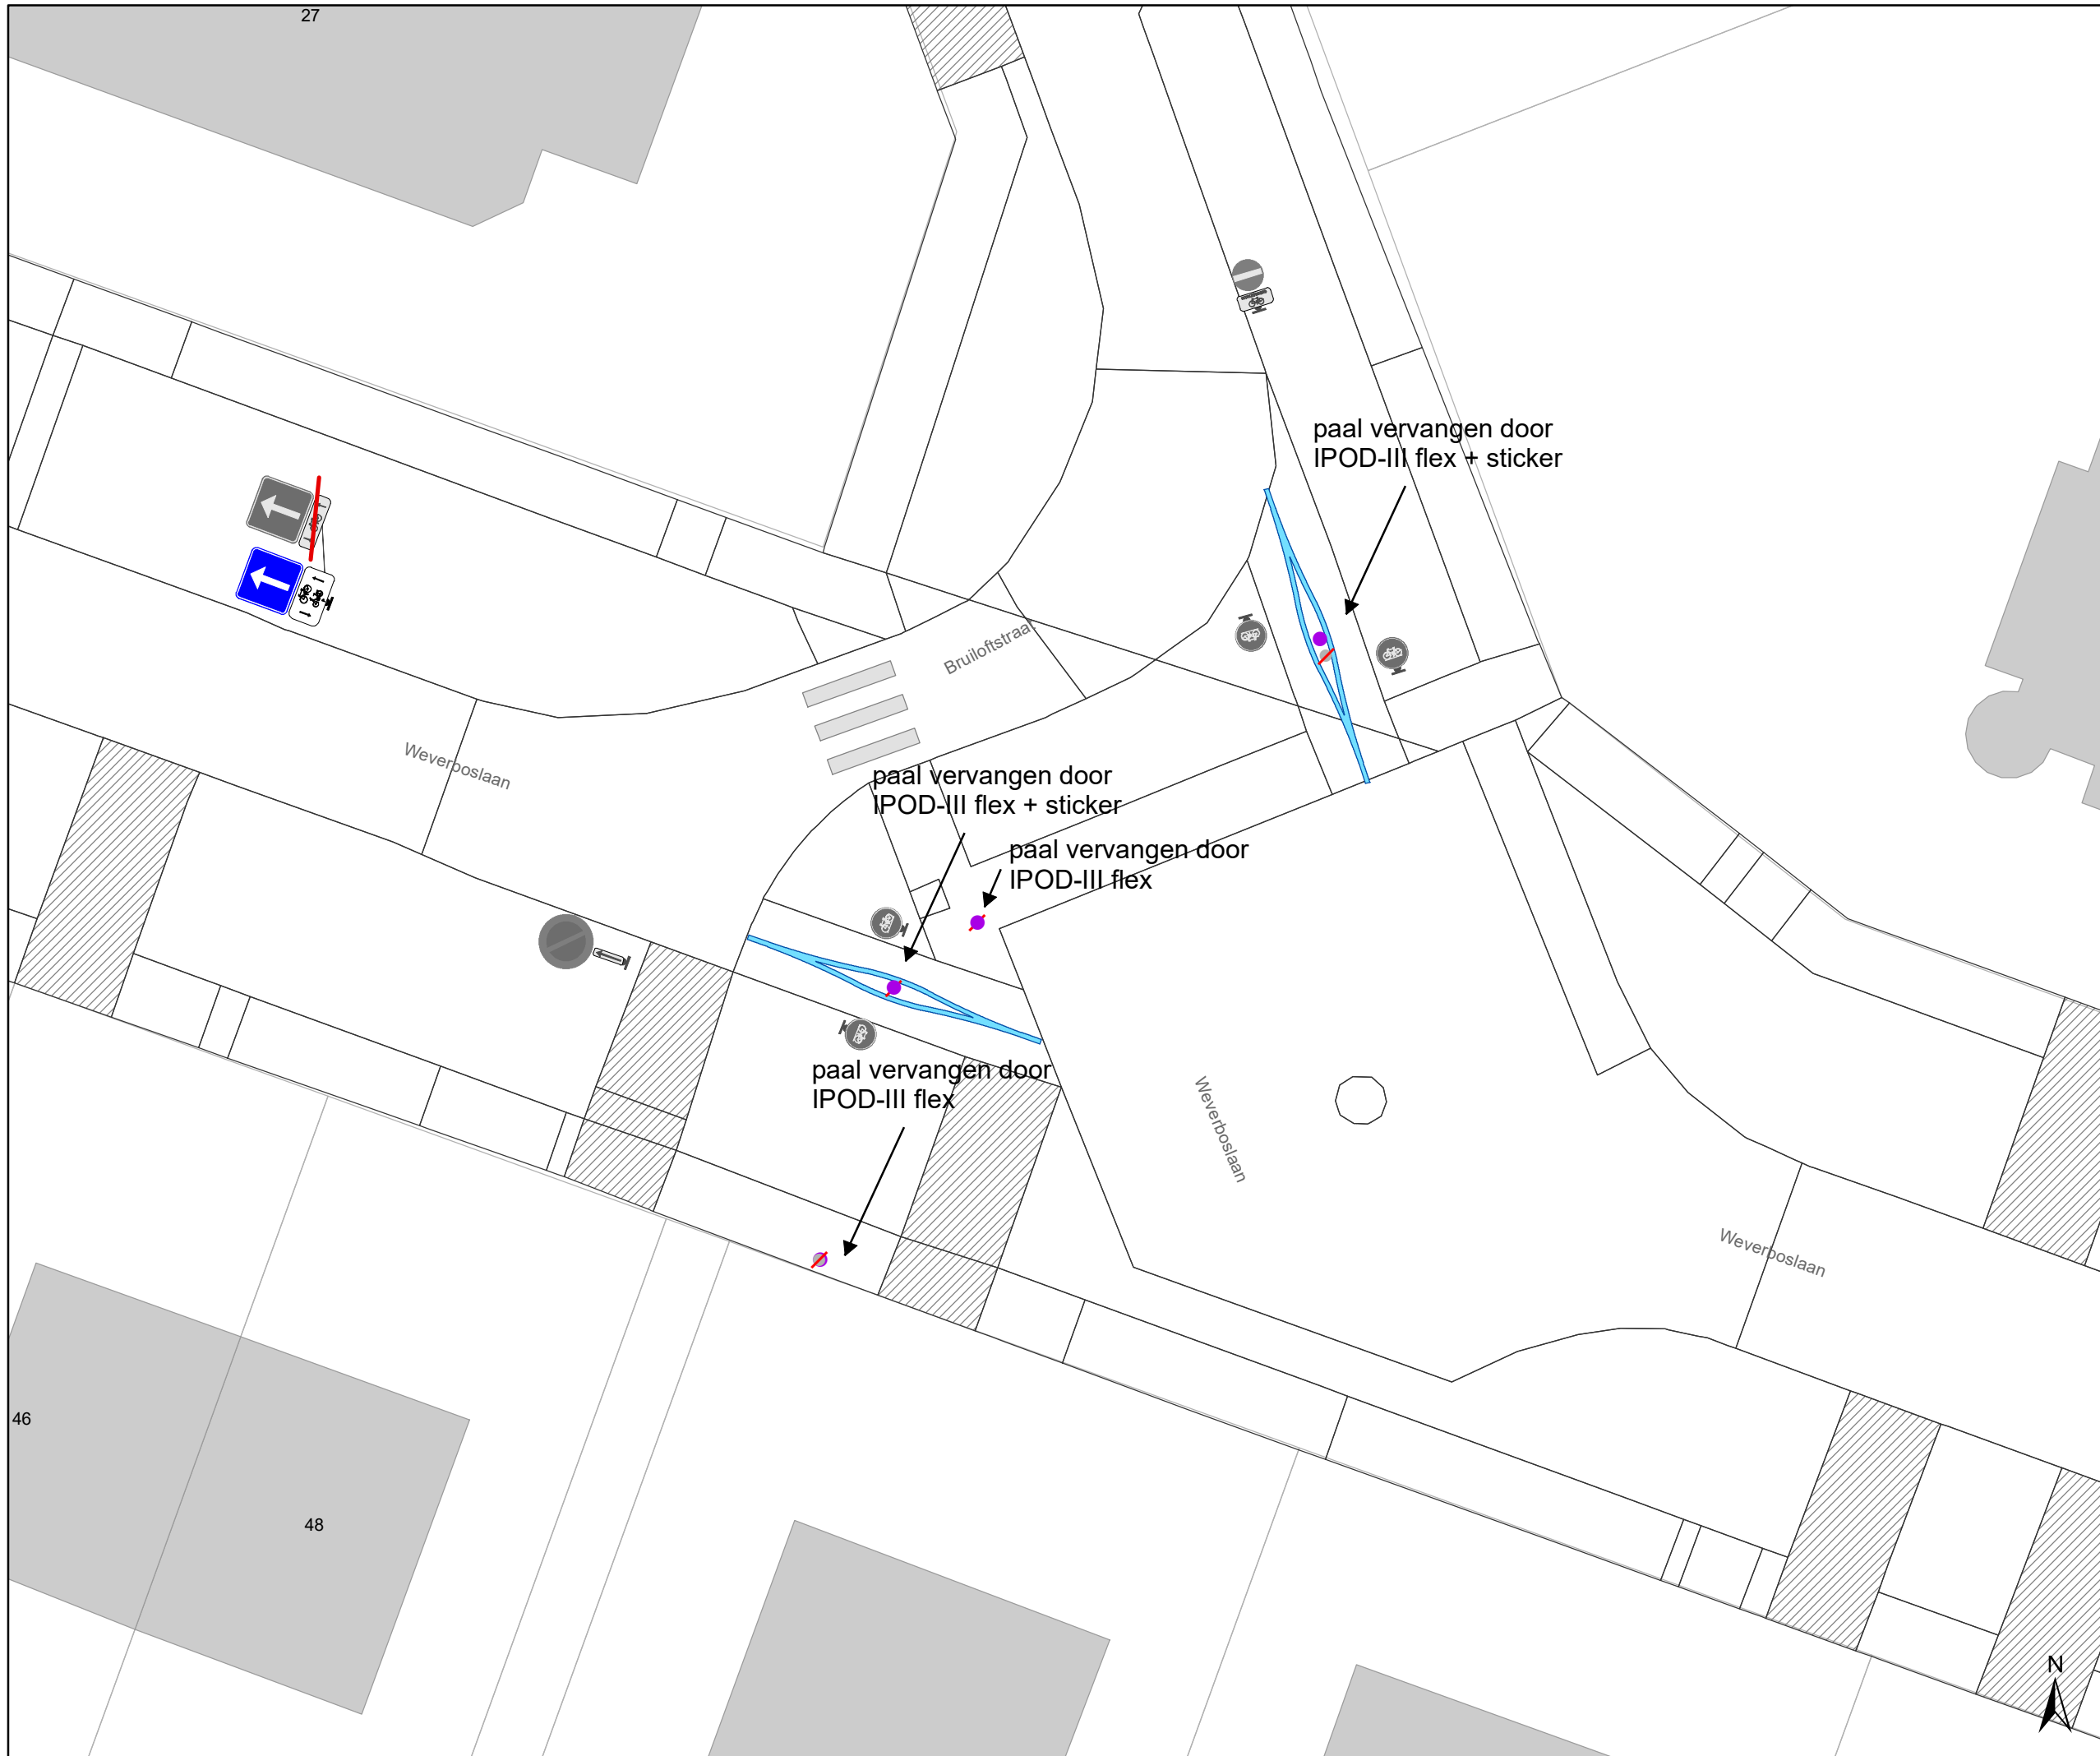 27
paal vervangen door
IPOD-III flex + sticker
Bruiloftstraat
Weverboslaan
paal vervangen door
IPOD-III flex + sticker
paal vervangen door
IPOD-III flex
paal vervangen door
IPOD-III flex
Weverboslaan
Weverboslaan
46
48
N